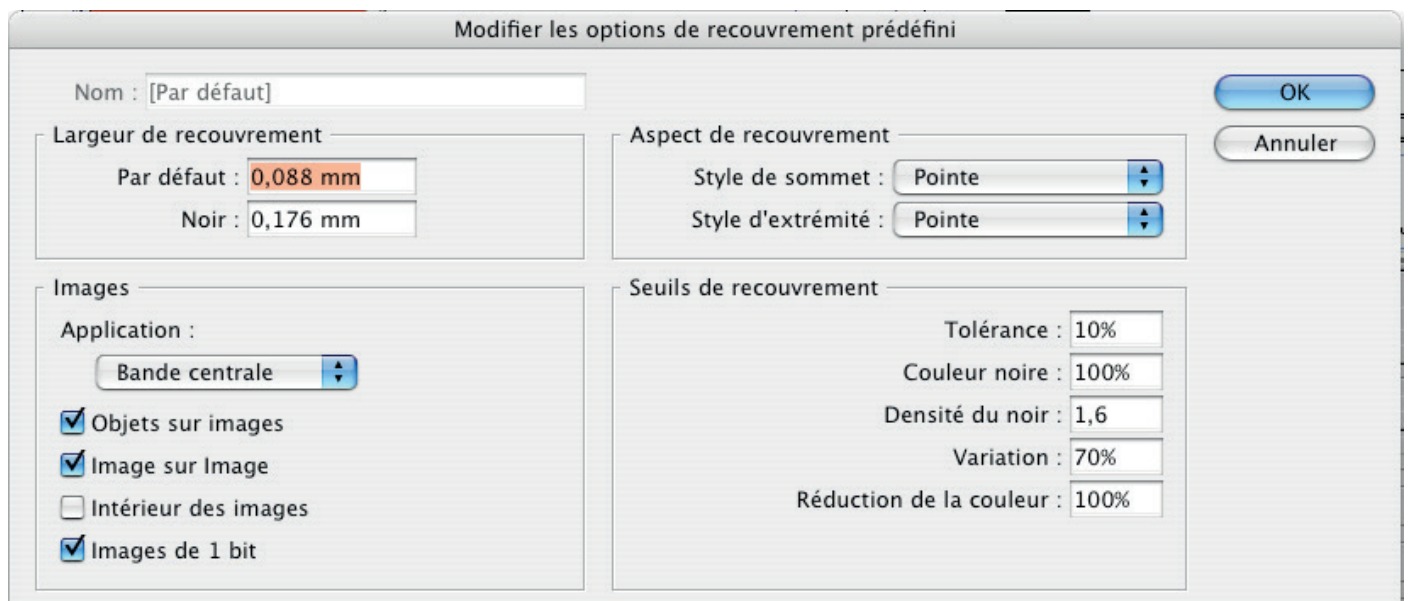 Modifier les options de recouvrement prédéfini
Nom : [Par défaut]
OK
Annuler
Largeur de recouvrement
Par défaut : 0,088 mm
Noir : 0,176 mm
Aspect de recouvrement
Style de sommet : Pointe
Style d'extrémité : Pointe
Images
Application :
Bande centrale
Objets sur images
Image sur Image
Intérieur des images
Images de 1 bit
Seuils de recouvrement
Tolérance : 10%
Couleur noire : 100%
Densité du noir : 1,6
Variation : 70%
Réduction de la couleur : 100%